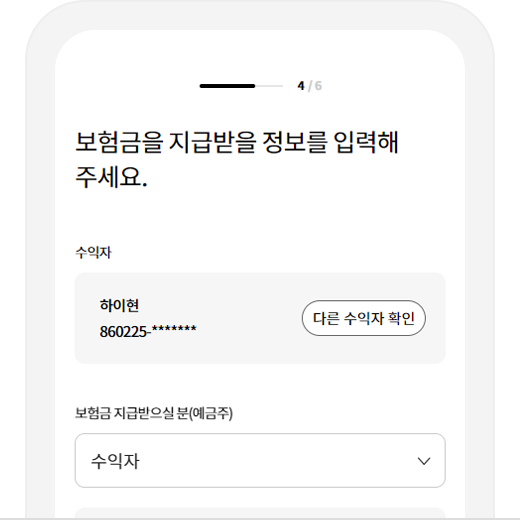 4 / 6
보험금을 지급받을 정보를 입력해
주세요.
수익자
하이현
860225-*******
다른 수익자 확인
보험금 지급받으실 분(예금주)
수익자